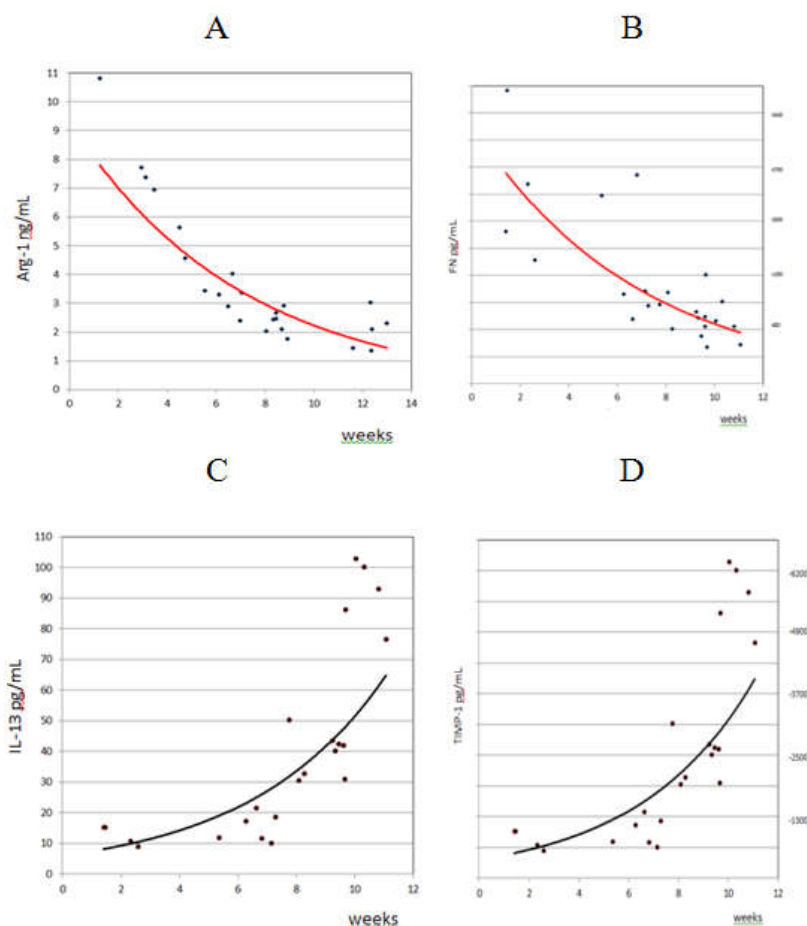 A
11
10
9
8
7
6
5
4
3
2
1
0
Arg-1 ng/mL
0 2 4 6 8 10 12 14
weeks
B
FN pg/mL
0 2 4 6 8 10 12
weeks
C
110
100
90
80
70
60
50
40
30
20
10
0
IL-13 pg/mL
0 2 4 6 8 10 12
weeks
D
TIMP-1 pg/mL
-6200
-4900
-3700
-2500
-1300
0 2 4 6 8 10 12
weeks